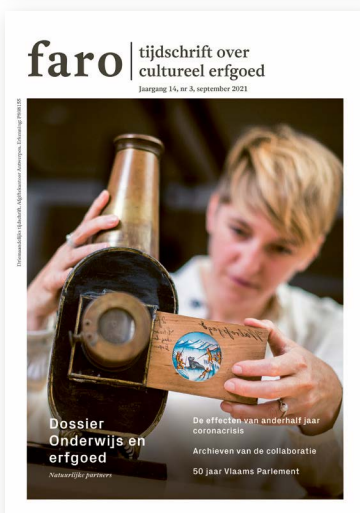 faro
tijdschrift over
cultureel erfgoed
Jaargang 14, nr 3, september 2021
Dossier
Onderwijs en
erfgoed
Natuurlijke partners
De effecten van anderhalf jaar
coronacrisis
Archieven van de collaboratie
50 jaar Vlaams Parlement